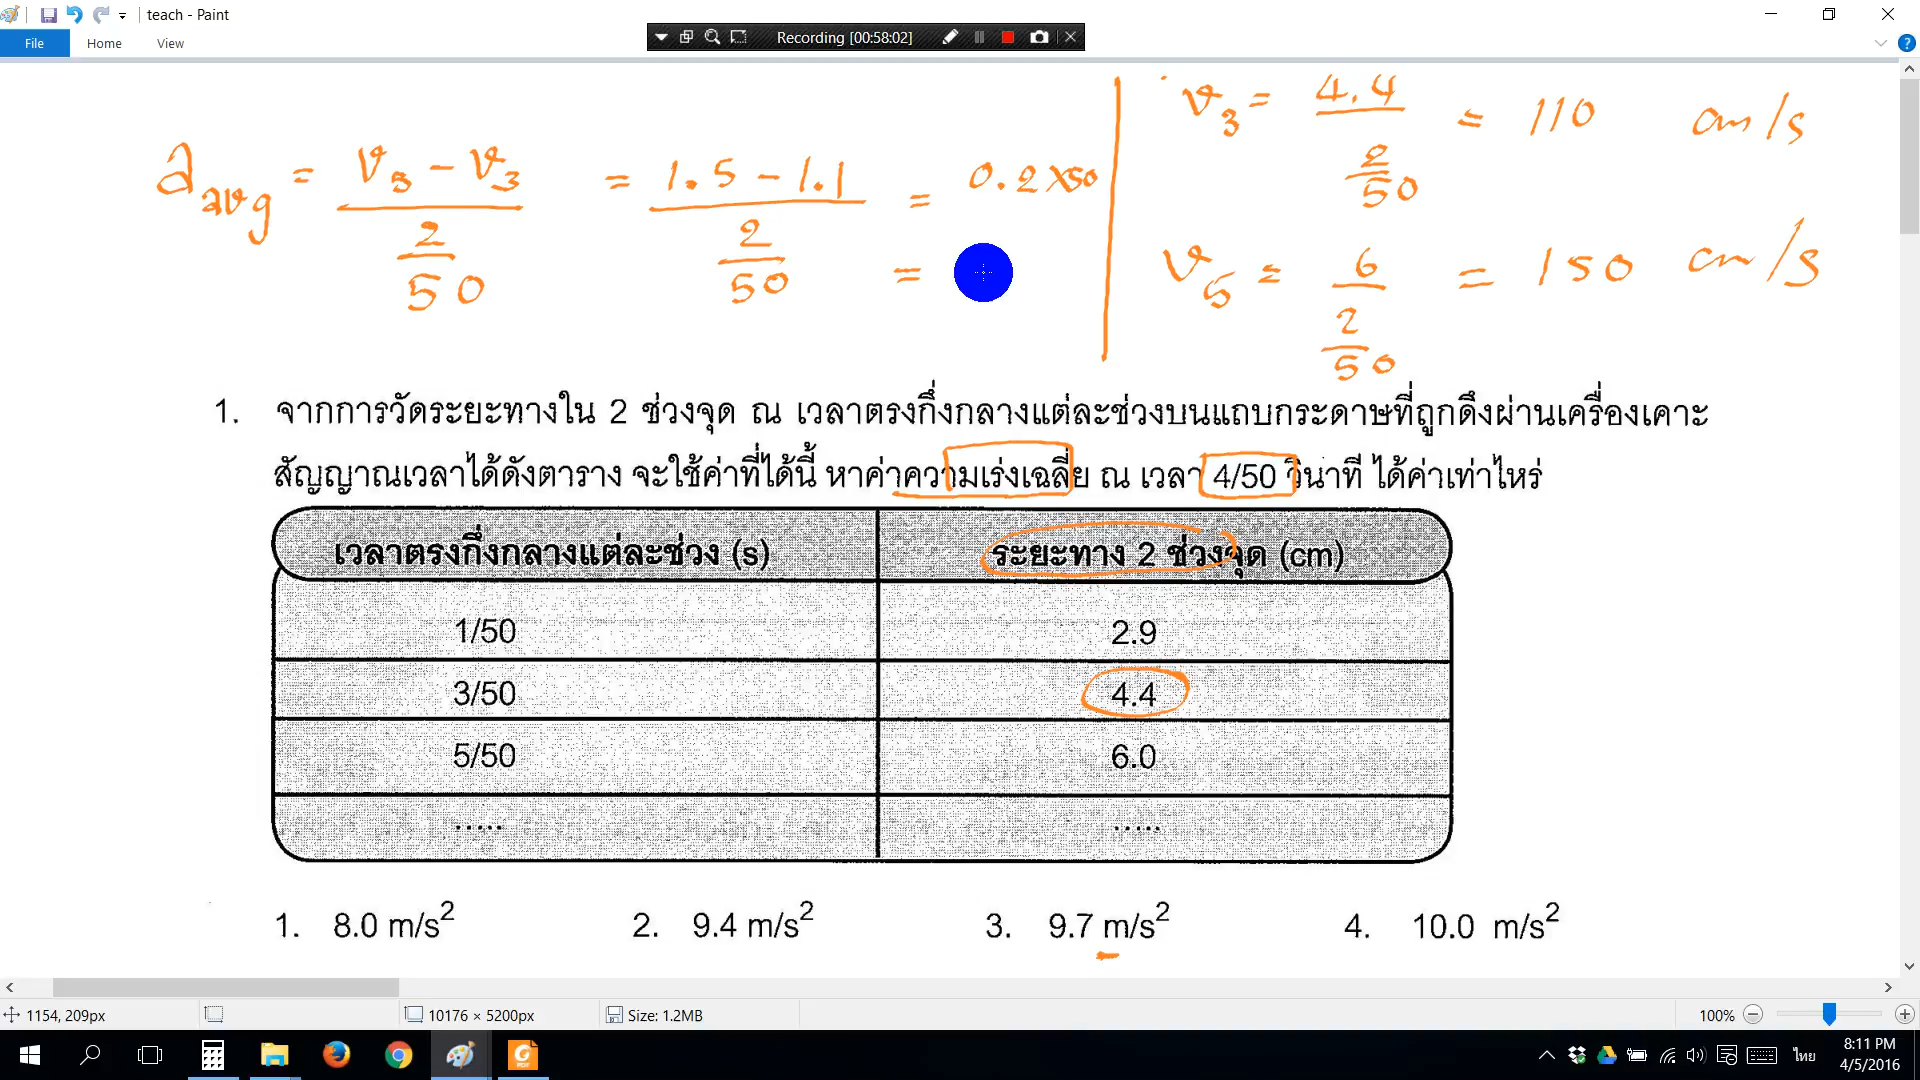 teach - Paint
Recording [00:58:02]
File
Home
View
a avg = v5 - v3 / 2/50 = 1.5 - 1.1 / 2/50 = 0.2 x 50
=
v3 = 4.4 / 2/50 = 110 cm/s
v5 = 6 / 2/50 = 150 cm/s
1. จากการวัดระยะทางใน 2 ช่วงจุด ณ เวลาตรงกึ่งกลางแต่ละช่วงบนแถบกระดาษที่ถูกดึงผ่านเครื่องเคาะ
สัญญาณเวลาได้ดังตาราง จะใช้ค่าที่ได้นี้ หาค่าความเร่งเฉลี่ย ณ เวลา 4/50 วินาที ได้ค่าเท่าไหร่
เวลาตรงกึ่งกลางแต่ละช่วง (s) ระยะทาง 2 ช่วงจุด (cm)
1/50 2.9
3/50 4.4
5/50 6.0
..... .....
1. 8.0 m/s² 2. 9.4 m/s² 3. 9.7 m/s² 4. 10.0 m/s²
1154, 209px
10176 × 5200px
Size: 1.2MB
100%
ไทย
8:11 PM
4/5/2016